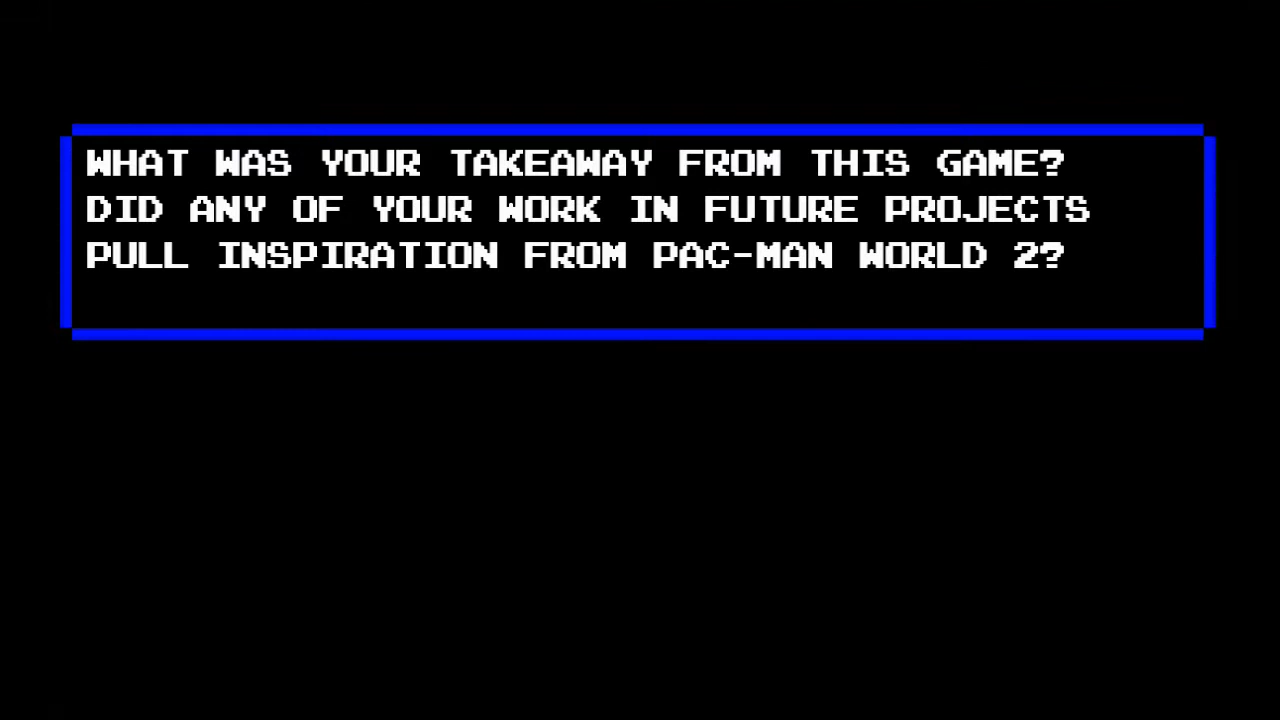 WHAT WAS YOUR TAKEAWAY FROM THIS GAME?
DID ANY OF YOUR WORK IN FUTURE PROJECTS
PULL INSPIRATION FROM PAC-MAN WORLD 2?